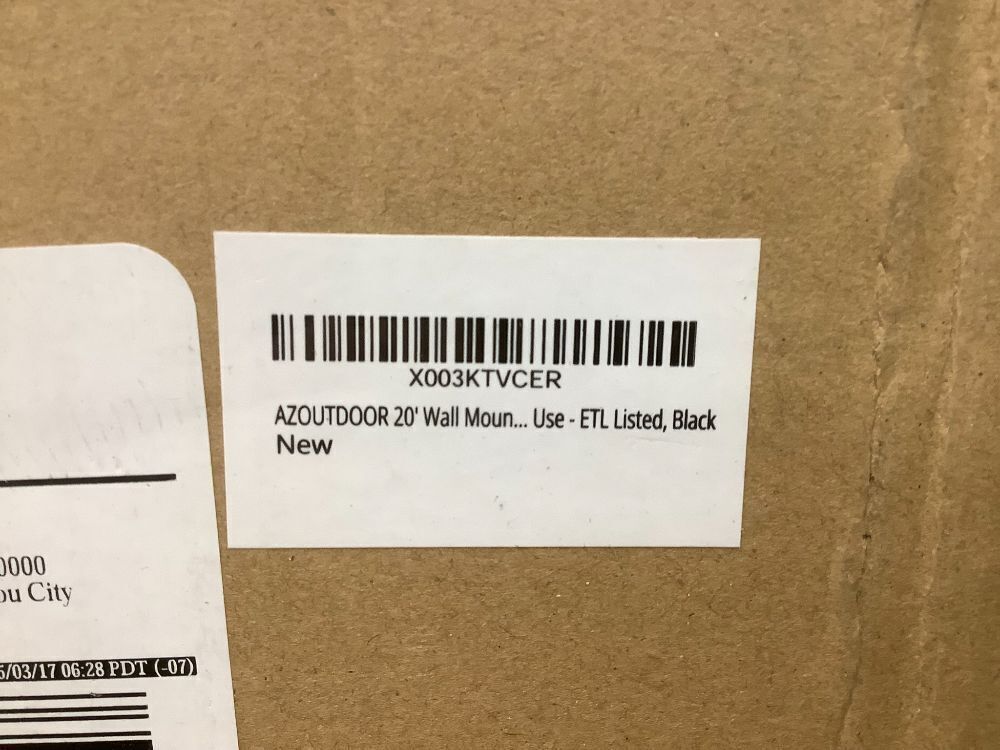 X003KTVCER
AZOUTDOOR 20' Wall Moun... Use - ETL Listed, Black
New
0000
ou City
5/03/17 06:28 PDT (-07)